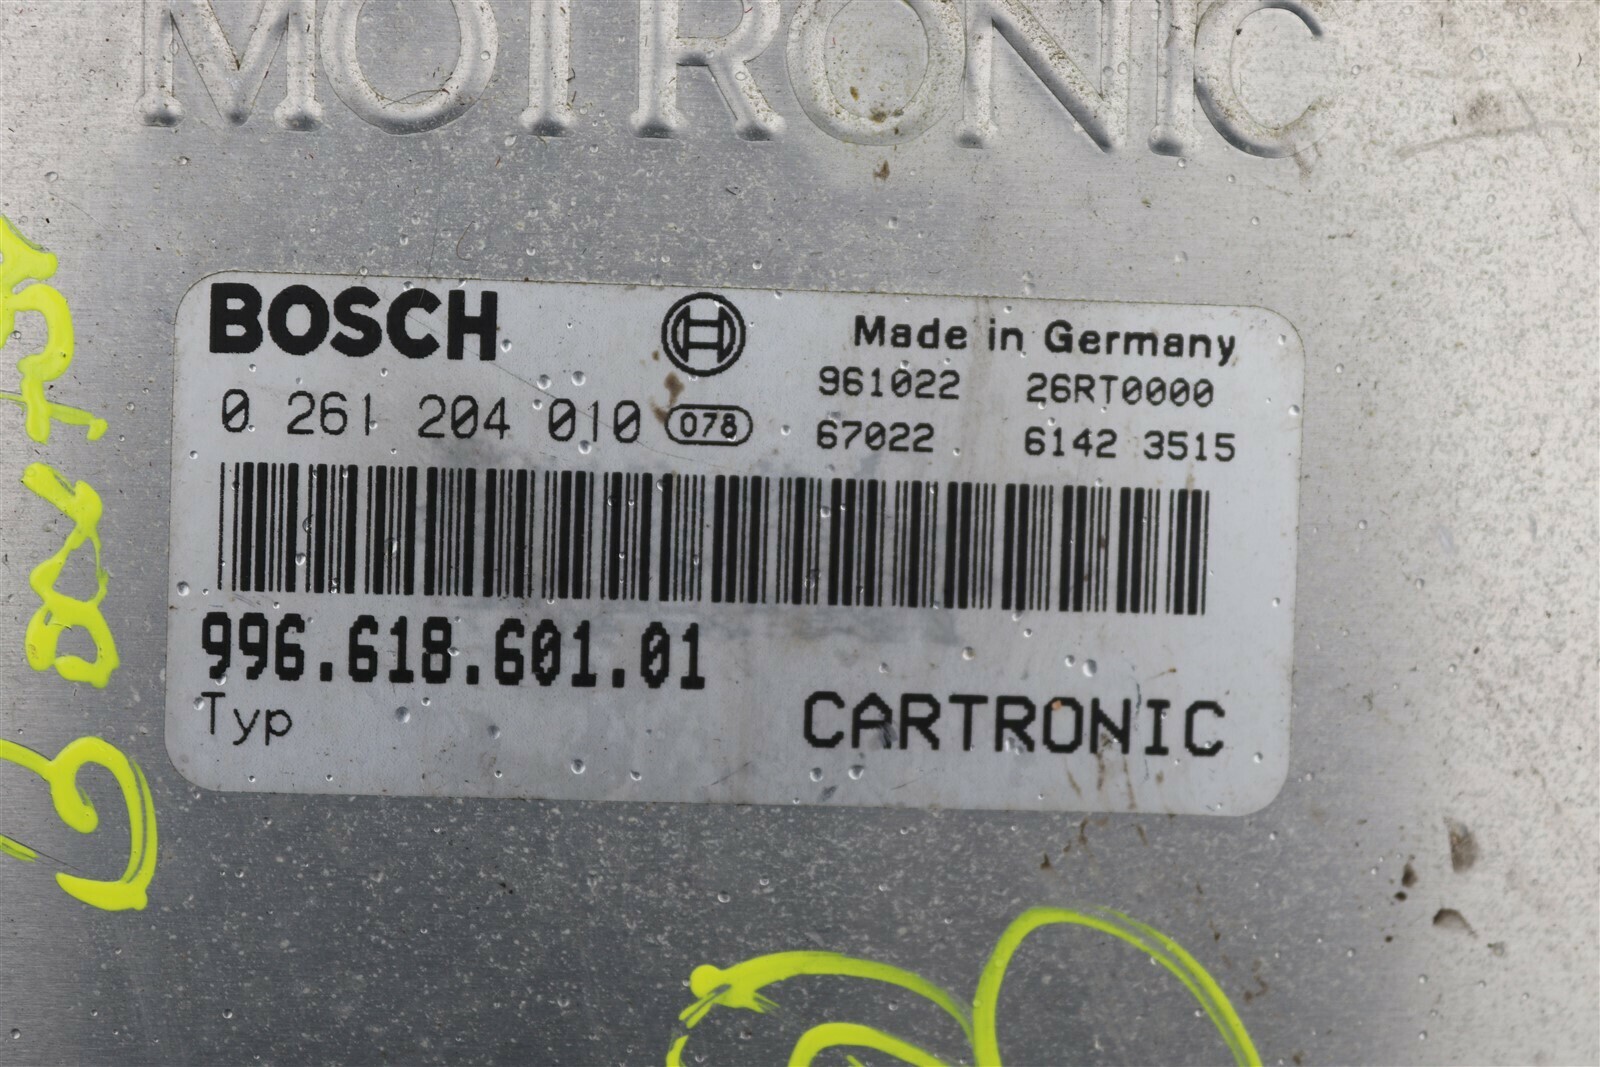 MOTRONIC
BOSCH Made in Germany
961022 26RT0000
0 261 204 010 078 67022 . 6142 3515
996.618.601.01
Typ CARTRONIC